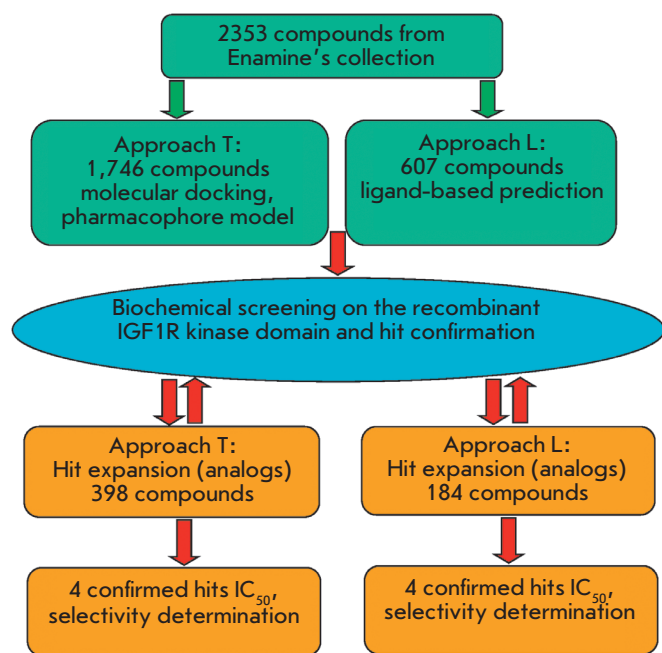 2353 compounds from
Enamine's collection
Approach T:
1,746 compounds
molecular docking,
pharmacophore model
Approach L:
607 compounds
ligand-based prediction
Biochemical screening on the recombinant
IGF1R kinase domain and hit confirmation
Approach T:
Hit expansion (analogs)
398 compounds
Approach L:
Hit expansion (analogs)
184 compounds
4 confirmed hits IC50,
selectivity determination
4 confirmed hits IC50,
selectivity determination